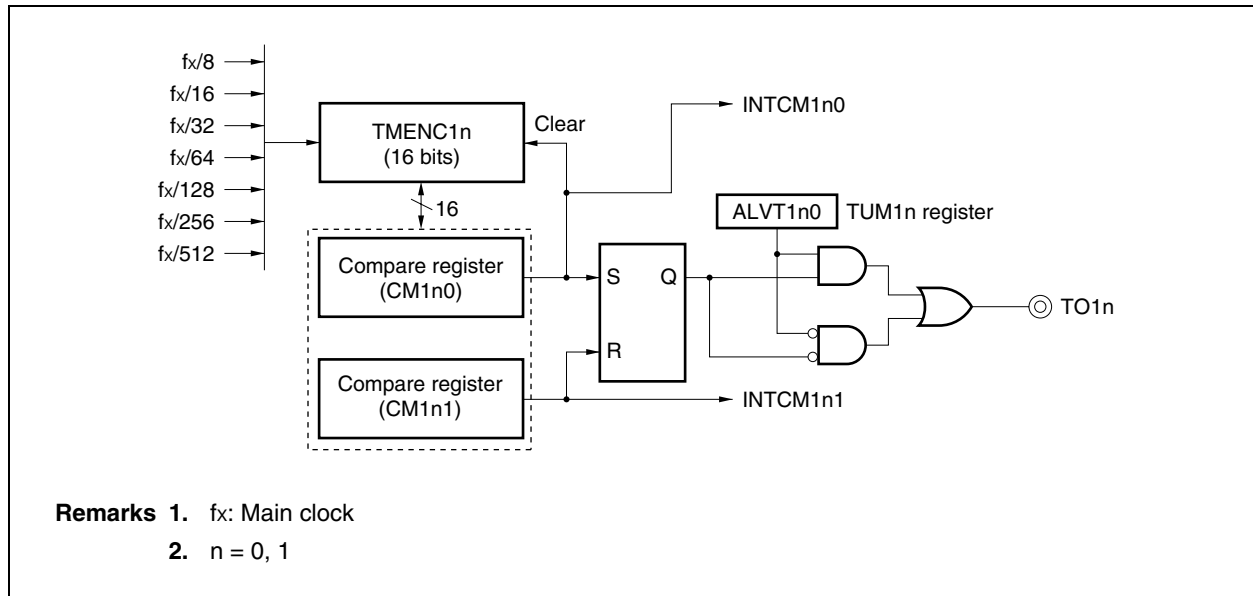 fx/8
fx/16
fx/32
fx/64
fx/128
fx/256
fx/512
TMENC1n
(16 bits)
Clear
16
Compare register
(CM1n0)
Compare register
(CM1n1)
S
Q
R
INTCM1n0
ALVT1n0
TUM1n register
TO1n
INTCM1n1
Remarks 1. fx: Main clock
2. n = 0, 1